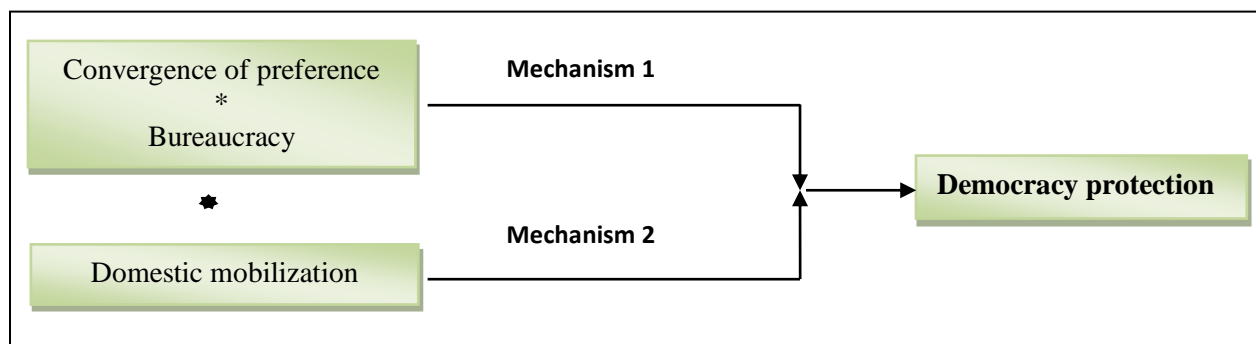 Convergence of preference
*
Bureaucracy
Mechanism 1
*
Domestic mobilization
Mechanism 2
Democracy protection